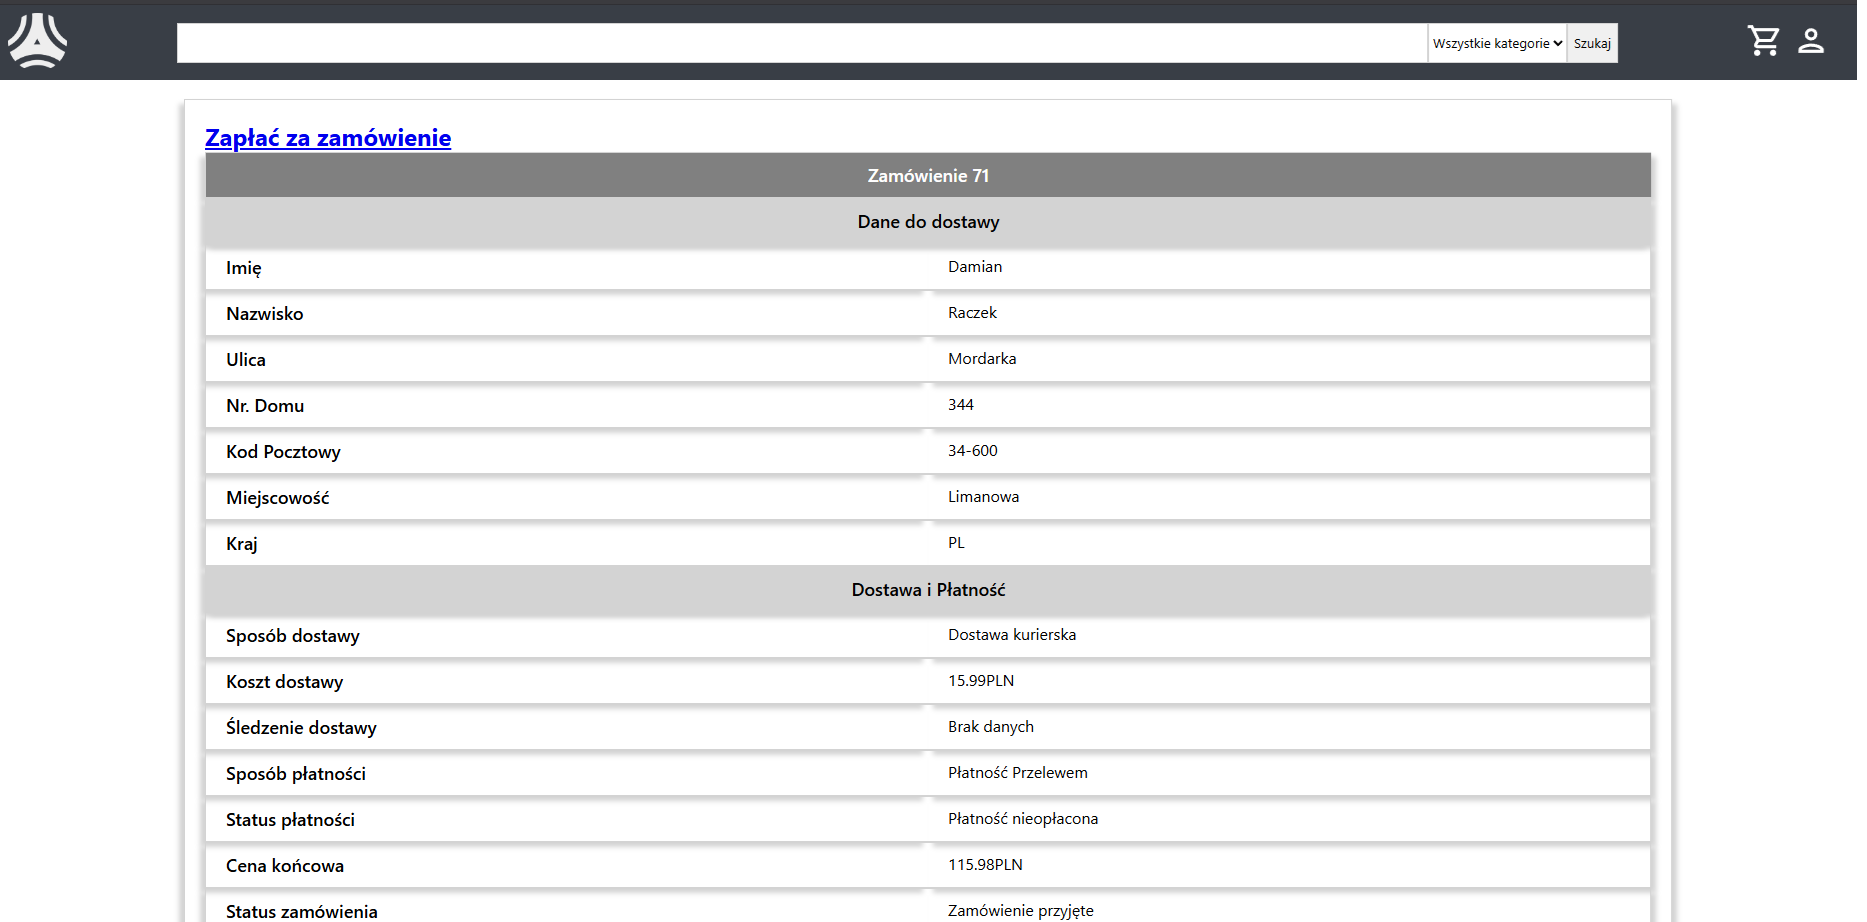 Wszystkie kategorie Szukaj
Zapłać za zamówienie
Zamówienie 71
Dane do dostawy
Imię Damian
Nazwisko Raczek
Ulica Mordarka
Nr. Domu 344
Kod Pocztowy 34-600
Miejscowość Limanowa
Kraj PL
Dostawa i Płatność
Sposób dostawy Dostawa kurierska
Koszt dostawy 15.99PLN
Śledzenie dostawy Brak danych
Sposób płatności Płatność Przelewem
Status płatności Płatność nieopłacona
Cena końcowa 115.98PLN
Status zamówienia Zamówienie przyjęte